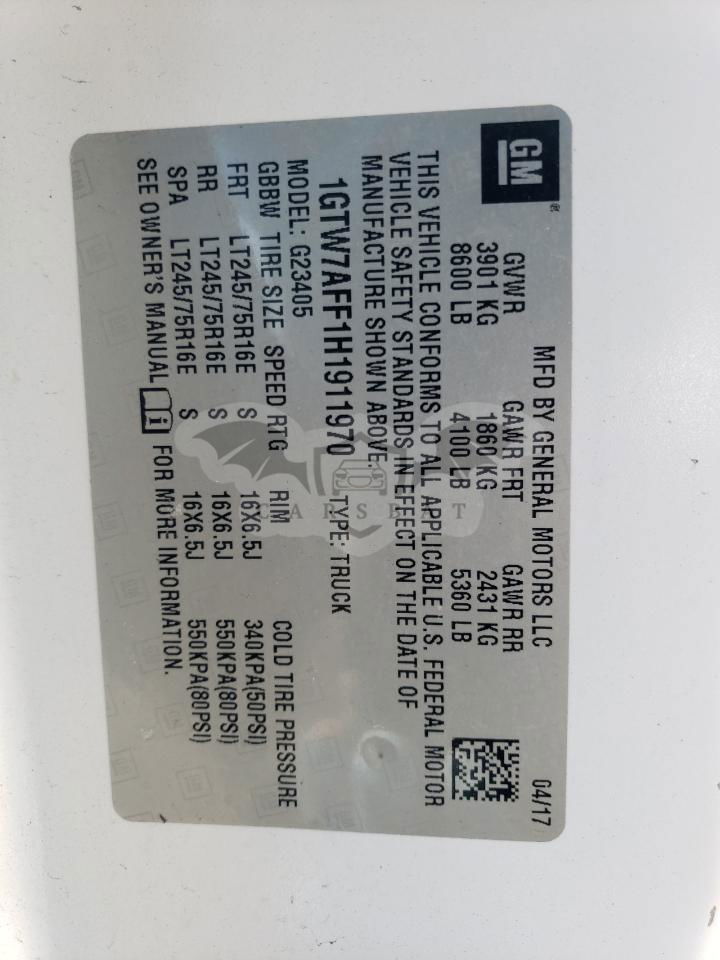 GM
MFD BY GENERAL MOTORS LLC 04/17
GVWR GAWR FRT GAWR RR
3901 KG 1860 KG 2431 KG
8600 LB 4100 LB 5360 LB
THIS VEHICLE CONFORMS TO ALL APPLICABLE U.S. FEDERAL MOTOR
VEHICLE SAFETY STANDARDS IN EFFECT ON THE DATE OF
MANUFACTURE SHOWN ABOVE.
1GTW7AFF1H1911970 TYPE: TRUCK
MODEL: G23405
GBBW TIRE SIZE SPEED RTG RIM COLD TIRE PRESSURE
FRT LT245/75R16E S 16X6.5J 340KPA(50PSI)
RR LT245/75R16E S 16X6.5J 550KPA(80PSI)
SPA LT245/75R16E S 16X6.5J 550KPA(80PSI)
SEE OWNER'S MANUAL i FOR MORE INFORMATION.
CARSBAT